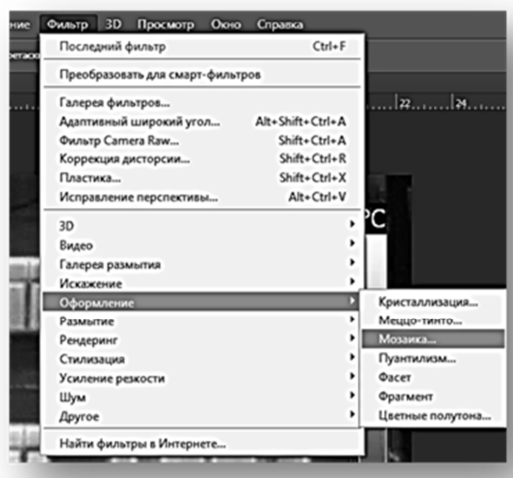 ние Фильтр 3D Просмотр Окно Справка
Последний фильтр Ctrl+F
Преобразовать для смарт-фильтров
Галерея фильтров...
Адаптивный широкий угол... Alt+Shift+Ctrl+A
Фильтр Camera Raw... Shift+Ctrl+A
Коррекция дисторсии... Shift+Ctrl+R
Пластика... Shift+Ctrl+X
Исправление перспективы... Alt+Ctrl+V
3D
Видео
Галерея размытия
Искажение
Оформление
Размытие
Рендеринг
Стилизация
Усиление резкости
Шум
Другое
Найти фильтры в Интернете...
Кристаллизация...
Меццо-тинто...
Мозаика...
Пуантилизм...
Фасет
Фрагмент
Цветные полутона...
22 24
РС